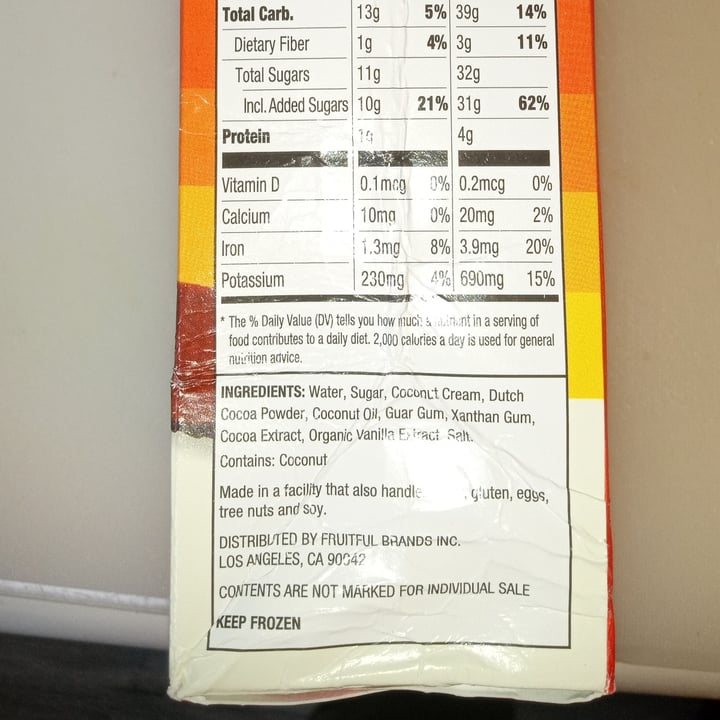 Total Carb. 13g 5% 39g 14%
Dietary Fiber 1g 4% 3g 11%
Total Sugars 11g 32g
Incl. Added Sugars 10g 21% 31g 62%
Protein 1g 4g
Vitamin D 0.1mcg 0% 0.2mcg 0%
Calcium 10mg 0% 20mg 2%
Iron 1.3mg 8% 3.9mg 20%
Potassium 230mg 4% 690mg 15%
* The % Daily Value (DV) tells you how much a nutrient in a serving of
food contributes to a daily diet. 2,000 calories a day is used for general
nutrition advice.
INGREDIENTS: Water, Sugar, Coconut Cream, Dutch
Cocoa Powder, Coconut Oil, Guar Gum, Xanthan Gum,
Cocoa Extract, Organic Vanilla Extract, Salt.
Contains: Coconut
Made in a facility that also handle , gluten, eggs,
tree nuts and soy.
DISTRIBUTED BY FRUITFUL BRANDS INC.
LOS ANGELES, CA 90042
CONTENTS ARE NOT MARKED FOR INDIVIDUAL SALE
KEEP FROZEN